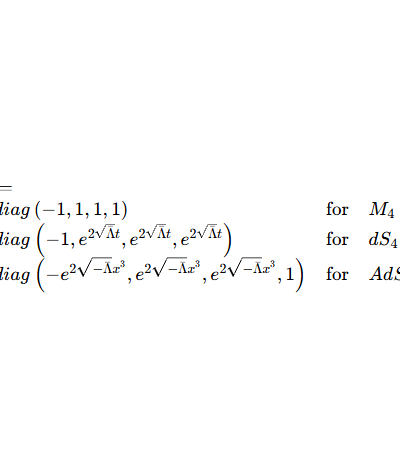 =
diag (−1, 1, 1, 1) for M₄
diag (−1, e^{2√Λ̄t}, e^{2√Λ̄t}, e^{2√Λ̄t}) for dS₄
diag (−e^{2√−Λ̄x³}, e^{2√−Λ̄x³}, e^{2√−Λ̄x³}, 1) for AdS